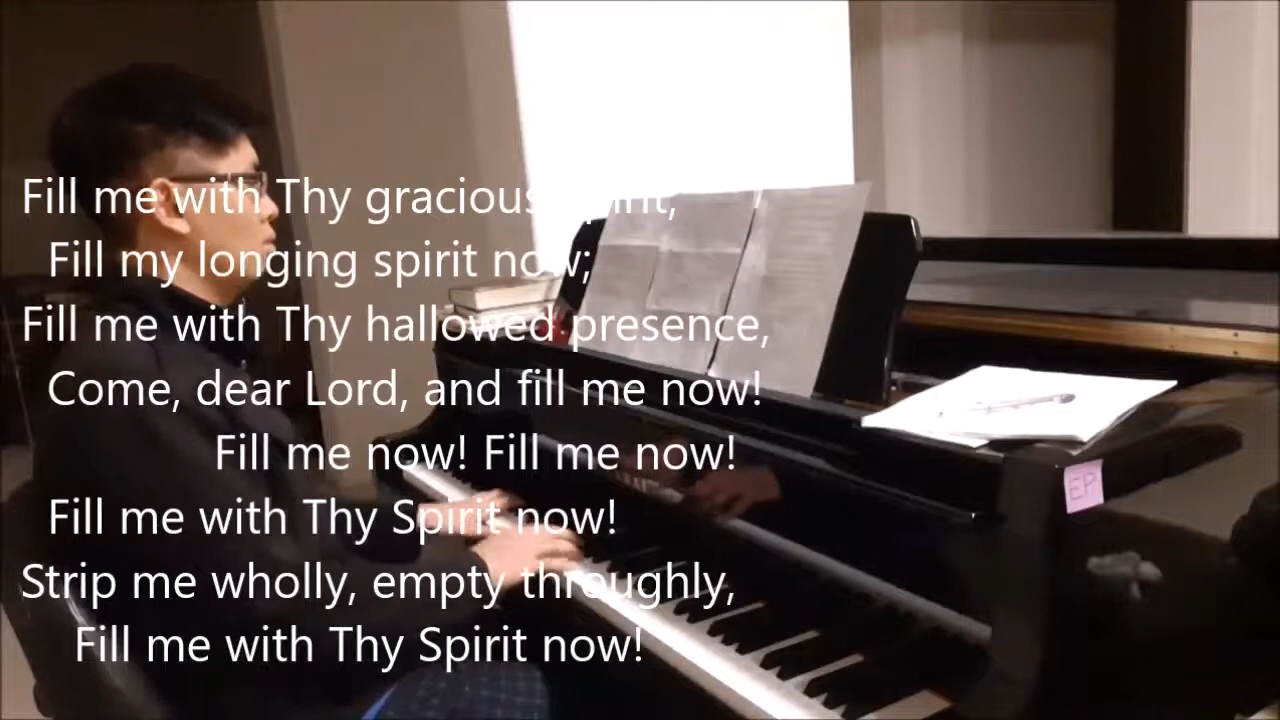 Fill me with Thy gracious spirit,
Fill my longing spirit now;
Fill me with Thy hallowed presence,
Come, dear Lord, and fill me now!
Fill me now! Fill me now!
Fill me with Thy Spirit now!
Strip me wholly, empty throughly,
Fill me with Thy Spirit now!
EP